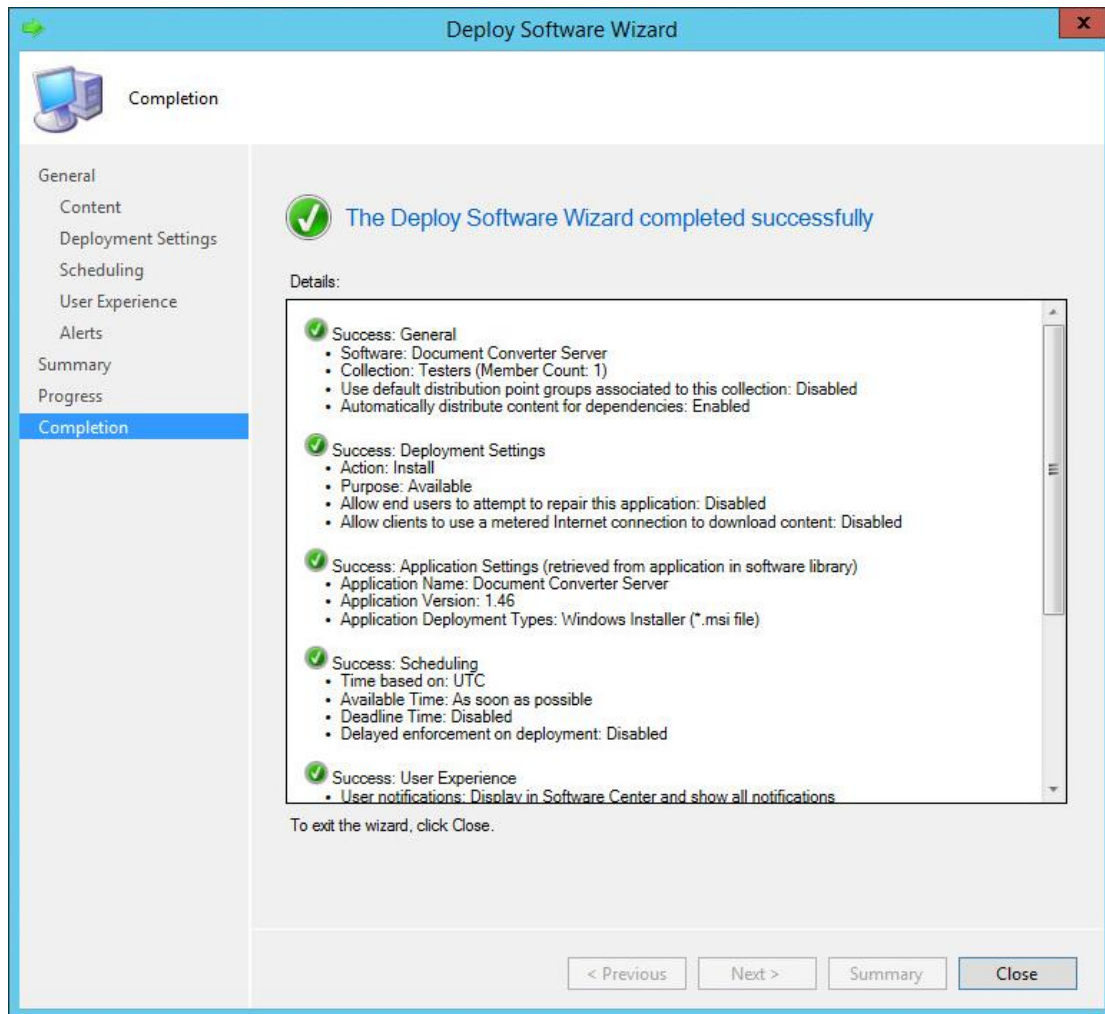 Deploy Software Wizard
x
Completion
General
Content
Deployment Settings
Scheduling
User Experience
Alerts
Summary
Progress
Completion
The Deploy Software Wizard completed successfully
Details:
Success: General
• Software: Document Converter Server
• Collection: Testers (Member Count: 1)
• Use default distribution point groups associated to this collection: Disabled
• Automatically distribute content for dependencies: Enabled
Success: Deployment Settings
• Action: Install
• Purpose: Available
• Allow end users to attempt to repair this application: Disabled
• Allow clients to use a metered Internet connection to download content: Disabled
Success: Application Settings (retrieved from application in software library)
• Application Name: Document Converter Server
• Application Version: 1.46
• Application Deployment Types: Windows Installer (*.msi file)
Success: Scheduling
• Time based on: UTC
• Available Time: As soon as possible
• Deadline Time: Disabled
• Delayed enforcement on deployment: Disabled
Success: User Experience
• User notifications: Display in Software Center and show all notifications
To exit the wizard, click Close.
< Previous
Next >
Summary
Close